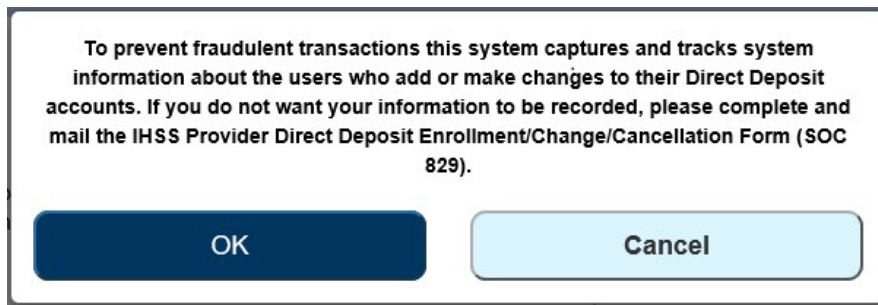 To prevent fraudulent transactions this system captures and tracks system
information about the users who add or make changes to their Direct Deposit
accounts. If you do not want your information to be recorded, please complete and
mail the IHSS Provider Direct Deposit Enrollment/Change/Cancellation Form (SOC
829).
OK
Cancel